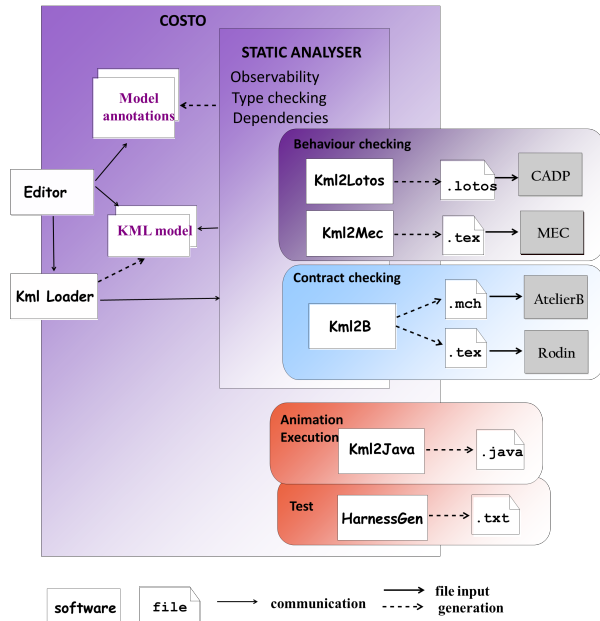 COSTO
STATIC ANALYSER
Observability
Type checking
Dependencies
Model
annotations
Behaviour checking
Kml2Lotos
.lotos
CADP
Editor
KML model
Kml2Mec
.tex
MEC
Kml Loader
Contract checking
Kml2B
.mch
AtelierB
.tex
Rodin
Animation
Execution
Kml2Java
.java
Test
HarnessGen
.txt
software
file
communication
file input
generation